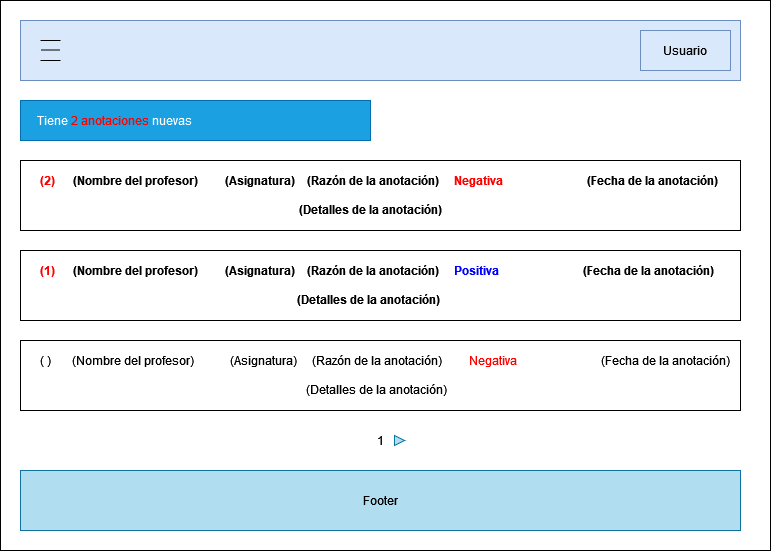 Usuario
Tiene 2 anotaciones nuevas
(2) (Nombre del profesor) (Asignatura) (Razón de la anotación) Negativa (Fecha de la anotación)
(Detalles de la anotación)
(1) (Nombre del profesor) (Asignatura) (Razón de la anotación) Positiva (Fecha de la anotación)
(Detalles de la anotación)
( ) (Nombre del profesor) (Asignatura) (Razón de la anotación) Negativa (Fecha de la anotación)
(Detalles de la anotación)
1
Footer